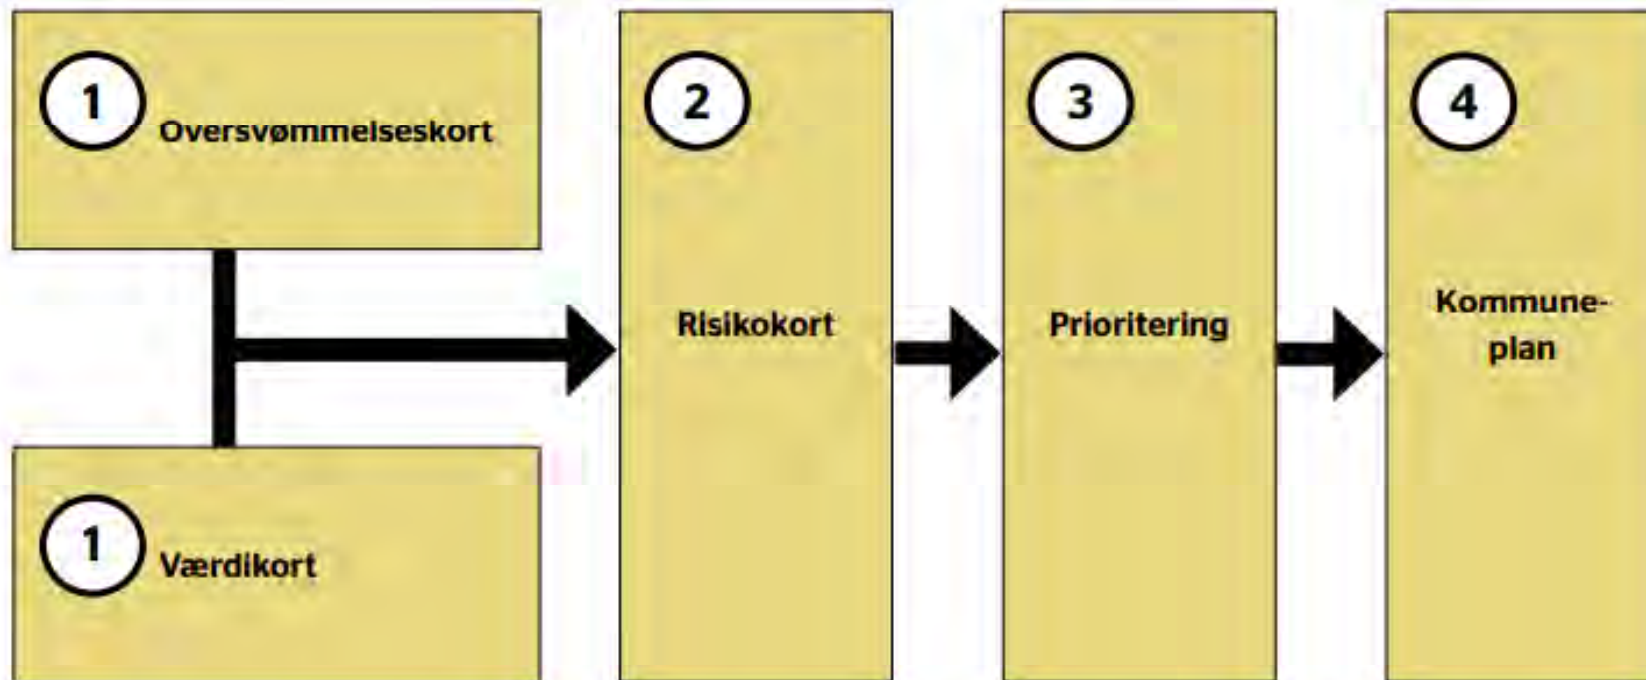 1
Oversvømmelseskort
1
Værdikort
2
Risikokort
3
Prioritering
4
Kommune-
plan